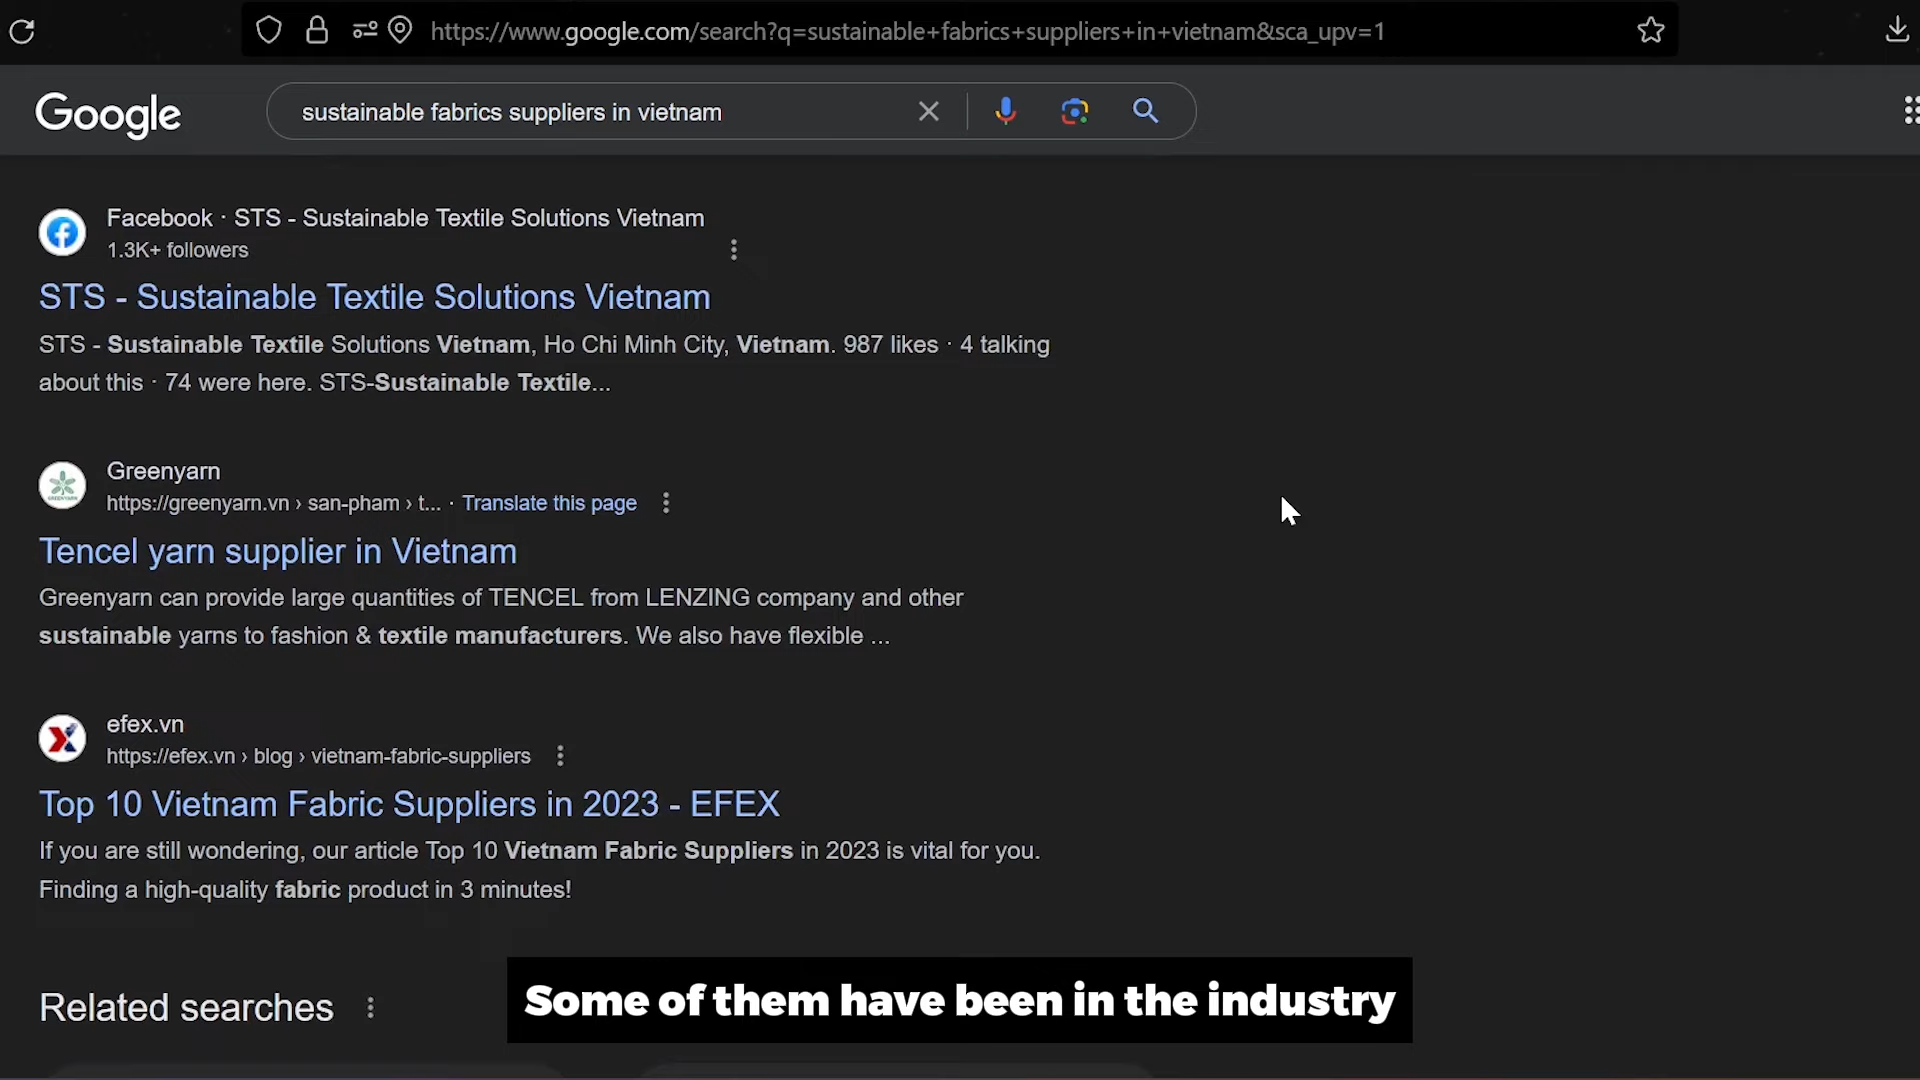 https://www.google.com/search?q=sustainable+fabrics+suppliers+in+vietnam&sca_upv=1
Google
sustainable fabrics suppliers in vietnam
Facebook · STS - Sustainable Textile Solutions Vietnam
1.3K+ followers
STS - Sustainable Textile Solutions Vietnam
STS - Sustainable Textile Solutions Vietnam, Ho Chi Minh City, Vietnam. 987 likes · 4 talking
about this · 74 were here. STS-Sustainable Textile...
Greenyarn
https://greenyarn.vn › san-pham › t... · Translate this page
Tencel yarn supplier in Vietnam
Greenyarn can provide large quantities of TENCEL from LENZING company and other
sustainable yarns to fashion & textile manufacturers. We also have flexible ...
efex.vn
https://efex.vn › blog › vietnam-fabric-suppliers
Top 10 Vietnam Fabric Suppliers in 2023 - EFEX
If you are still wondering, our article Top 10 Vietnam Fabric Suppliers in 2023 is vital for you.
Finding a high-quality fabric product in 3 minutes!
Related searches
Some of them have been in the industry